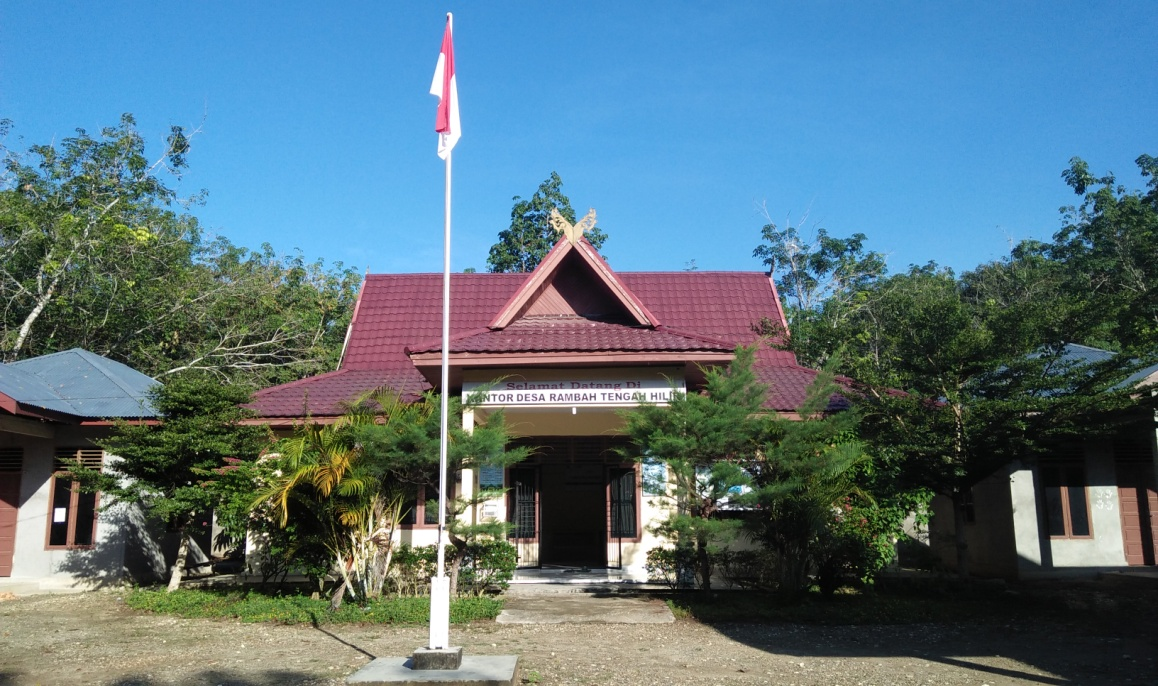 Selamat Datang Di
KANTOR DESA RAMBAH TENGAH HILIR